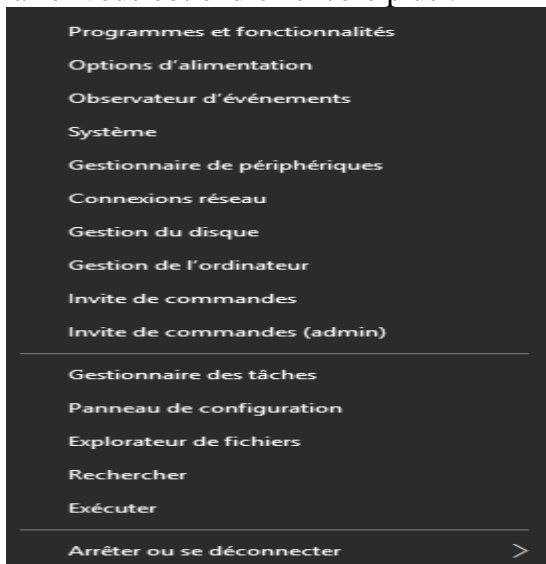 Programmes et fonctionnalités
Options d'alimentation
Observateur d'événements
Système
Gestionnaire de périphériques
Connexions réseau
Gestion du disque
Gestion de l'ordinateur
Invite de commandes
Invite de commandes (admin)
Gestionnaire des tâches
Panneau de configuration
Explorateur de fichiers
Rechercher
Exécuter
Arrêter ou se déconnecter >